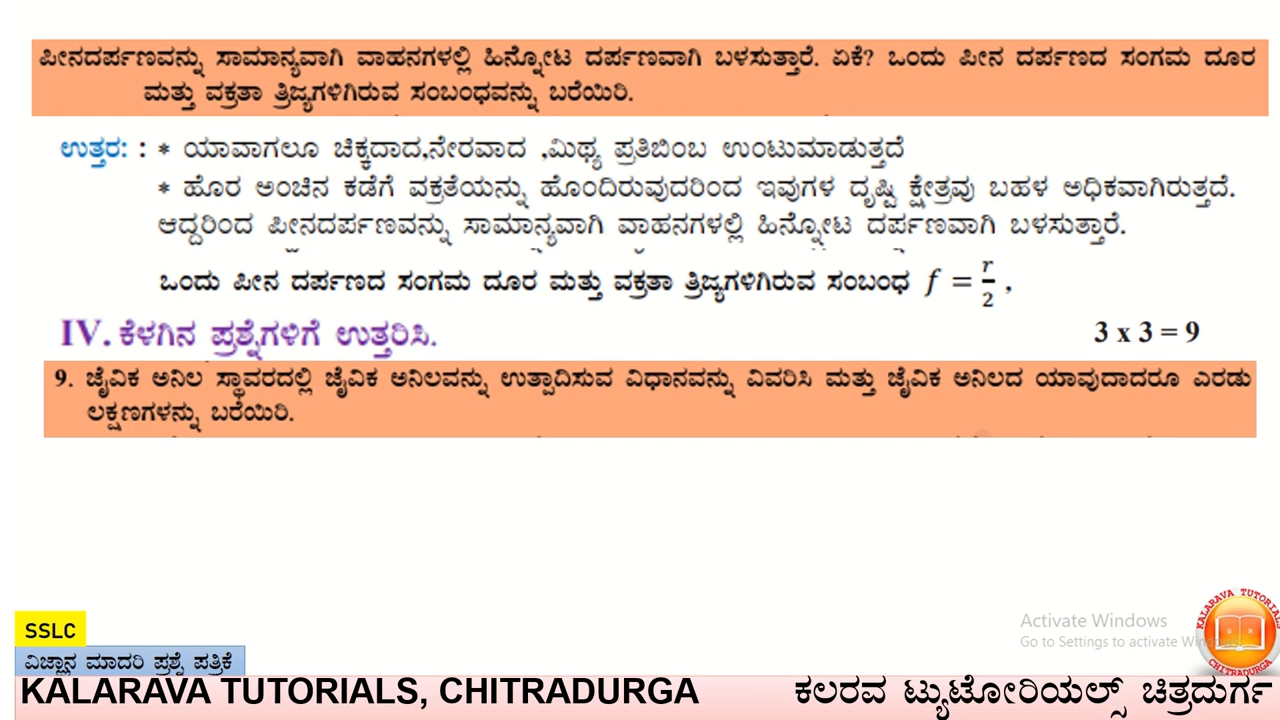 ಪೀನದರ್ಪಣವನ್ನು ಸಾಮಾನ್ಯವಾಗಿ ವಾಹನಗಳಲ್ಲಿ ಹಿನ್ನೋಟ ದರ್ಪಣವಾಗಿ ಬಳಸುತ್ತಾರೆ. ಏಕೆ? ಒಂದು ಪೀನ ದರ್ಪಣದ ಸಂಗಮ ದೂರ
ಮತ್ತು ವಕ್ರತಾ ತ್ರಿಜ್ಯಗಳಿಗಿರುವ ಸಂಬಂಧವನ್ನು ಬರೆಯಿರಿ.
ಉತ್ತರ: : * ಯಾವಾಗಲೂ ಚಿಕ್ಕದಾದ,ನೇರವಾದ ,ಮಿಥ್ಯ ಪ್ರತಿಬಿಂಬ ಉಂಟುಮಾಡುತ್ತದೆ
* ಹೊರ ಅಂಚಿನ ಕಡೆಗೆ ವಕ್ರತೆಯನ್ನು ಹೊಂದಿರುವುದರಿಂದ ಇವುಗಳ ದೃಷ್ಟಿ ಕ್ಷೇತ್ರವು ಬಹಳ ಅಧಿಕವಾಗಿರುತ್ತದೆ.
ಆದ್ದರಿಂದ ಪೀನದರ್ಪಣವನ್ನು ಸಾಮಾನ್ಯವಾಗಿ ವಾಹನಗಳಲ್ಲಿ ಹಿನ್ನೋಟ ದರ್ಪಣವಾಗಿ ಬಳಸುತ್ತಾರೆ.
ಒಂದು ಪೀನ ದರ್ಪಣದ ಸಂಗಮ ದೂರ ಮತ್ತು ವಕ್ರತಾ ತ್ರಿಜ್ಯಗಳಿಗಿರುವ ಸಂಬಂಧ f = r/2 ,
IV. ಕೆಳಗಿನ ಪ್ರಶ್ನೆಗಳಿಗೆ ಉತ್ತರಿಸಿ. 3 x 3 = 9
9. ಜೈವಿಕ ಅನಿಲ ಸ್ಥಾವರದಲ್ಲಿ ಜೈವಿಕ ಅನಿಲವನ್ನು ಉತ್ಪಾದಿಸುವ ವಿಧಾನವನ್ನು ವಿವರಿಸಿ ಮತ್ತು ಜೈವಿಕ ಅನಿಲದ ಯಾವುದಾದರೂ ಎರಡು
ಲಕ್ಷಣಗಳನ್ನು ಬರೆಯಿರಿ.
Activate Windows
Go to Settings to activate Win
KALARAVA TUTORIALS
CHITRADURGA
SSLC
ವಿಜ್ಞಾನ ಮಾದರಿ ಪ್ರಶ್ನೆ ಪತ್ರಿಕೆ
KALARAVA TUTORIALS, CHITRADURGA ಕಲರವ ಟ್ಯುಟೋರಿಯಲ್ಸ್ ಚಿತ್ರದುರ್ಗ